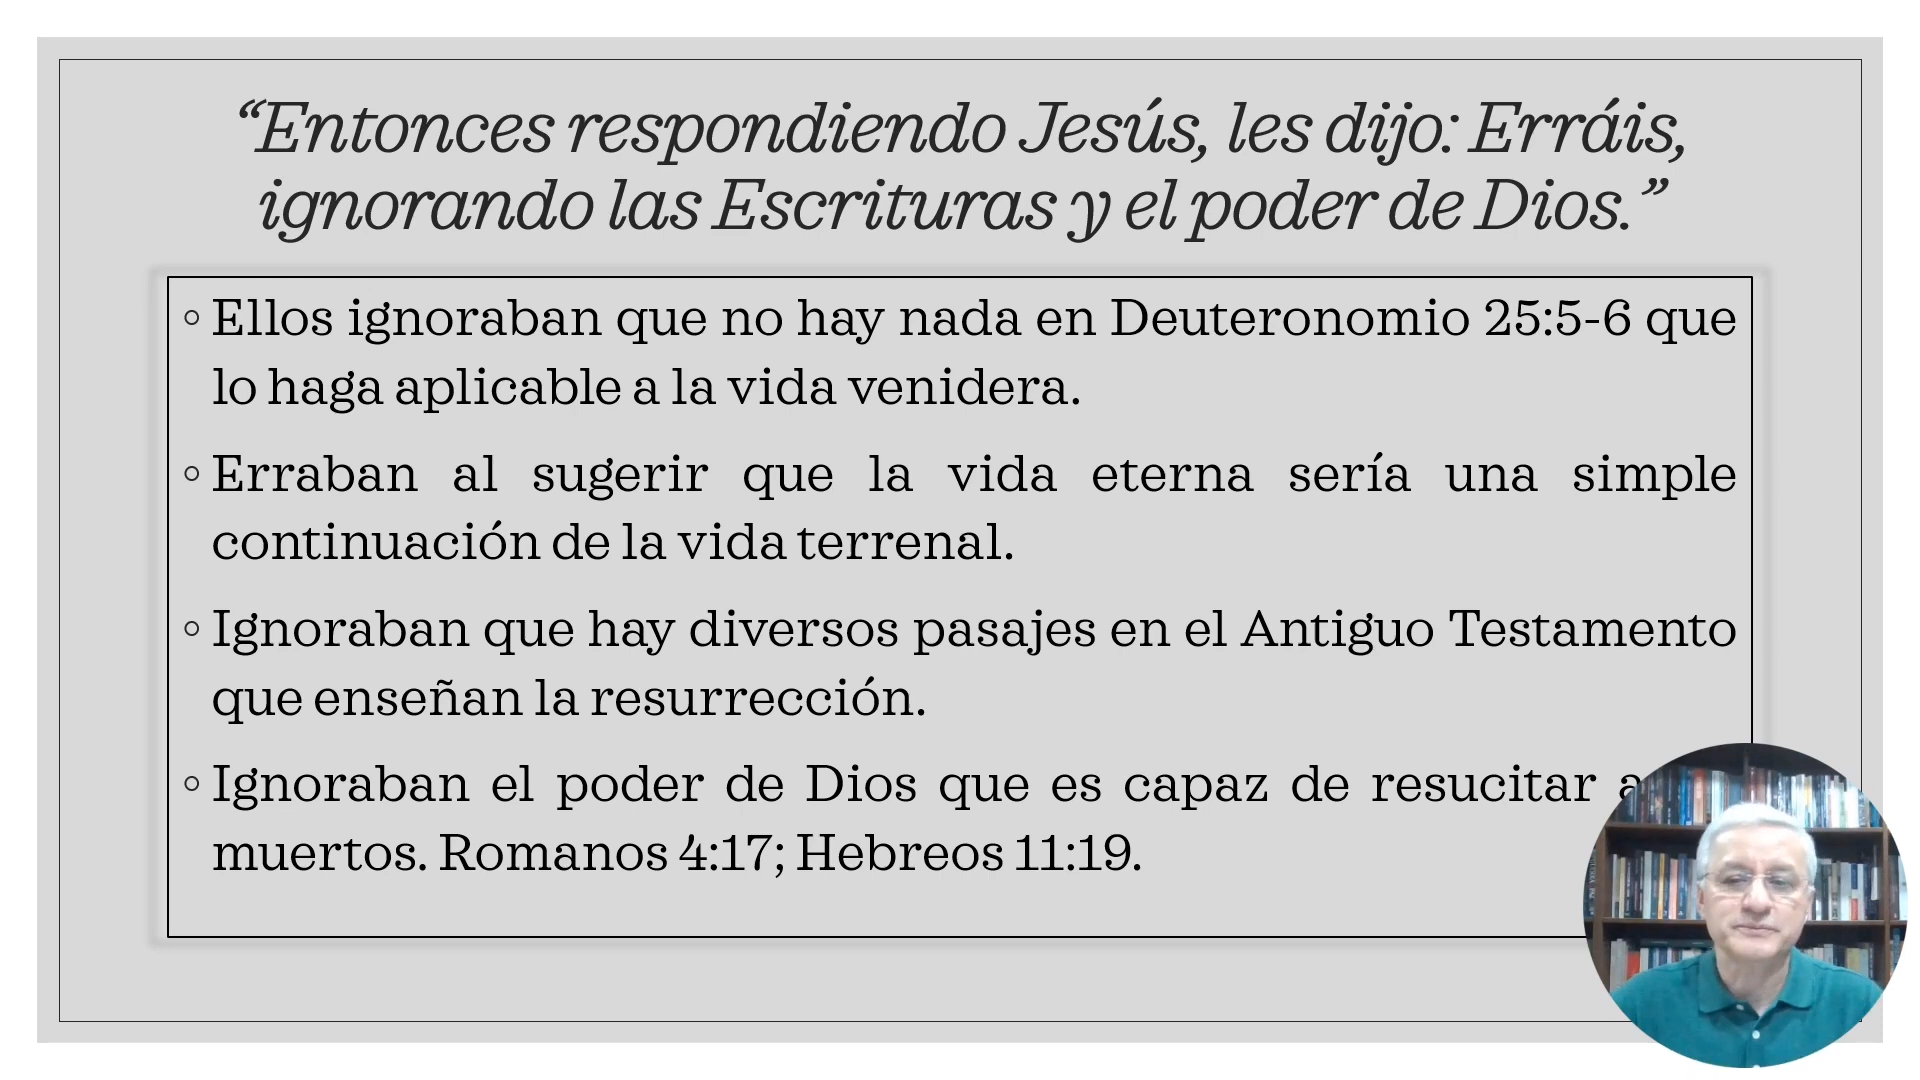 “Entonces respondiendo Jesús, les dijo: Erráis,
ignorando las Escrituras y el poder de Dios.”
◦ Ellos ignoraban que no hay nada en Deuteronomio 25:5-6 que
lo haga aplicable a la vida venidera.
◦ Erraban al sugerir que la vida eterna sería una simple
continuación de la vida terrenal.
◦ Ignoraban que hay diversos pasajes en el Antiguo Testamento
que enseñan la resurrección.
◦ Ignoraban el poder de Dios que es capaz de resucitar a
muertos. Romanos 4:17; Hebreos 11:19.